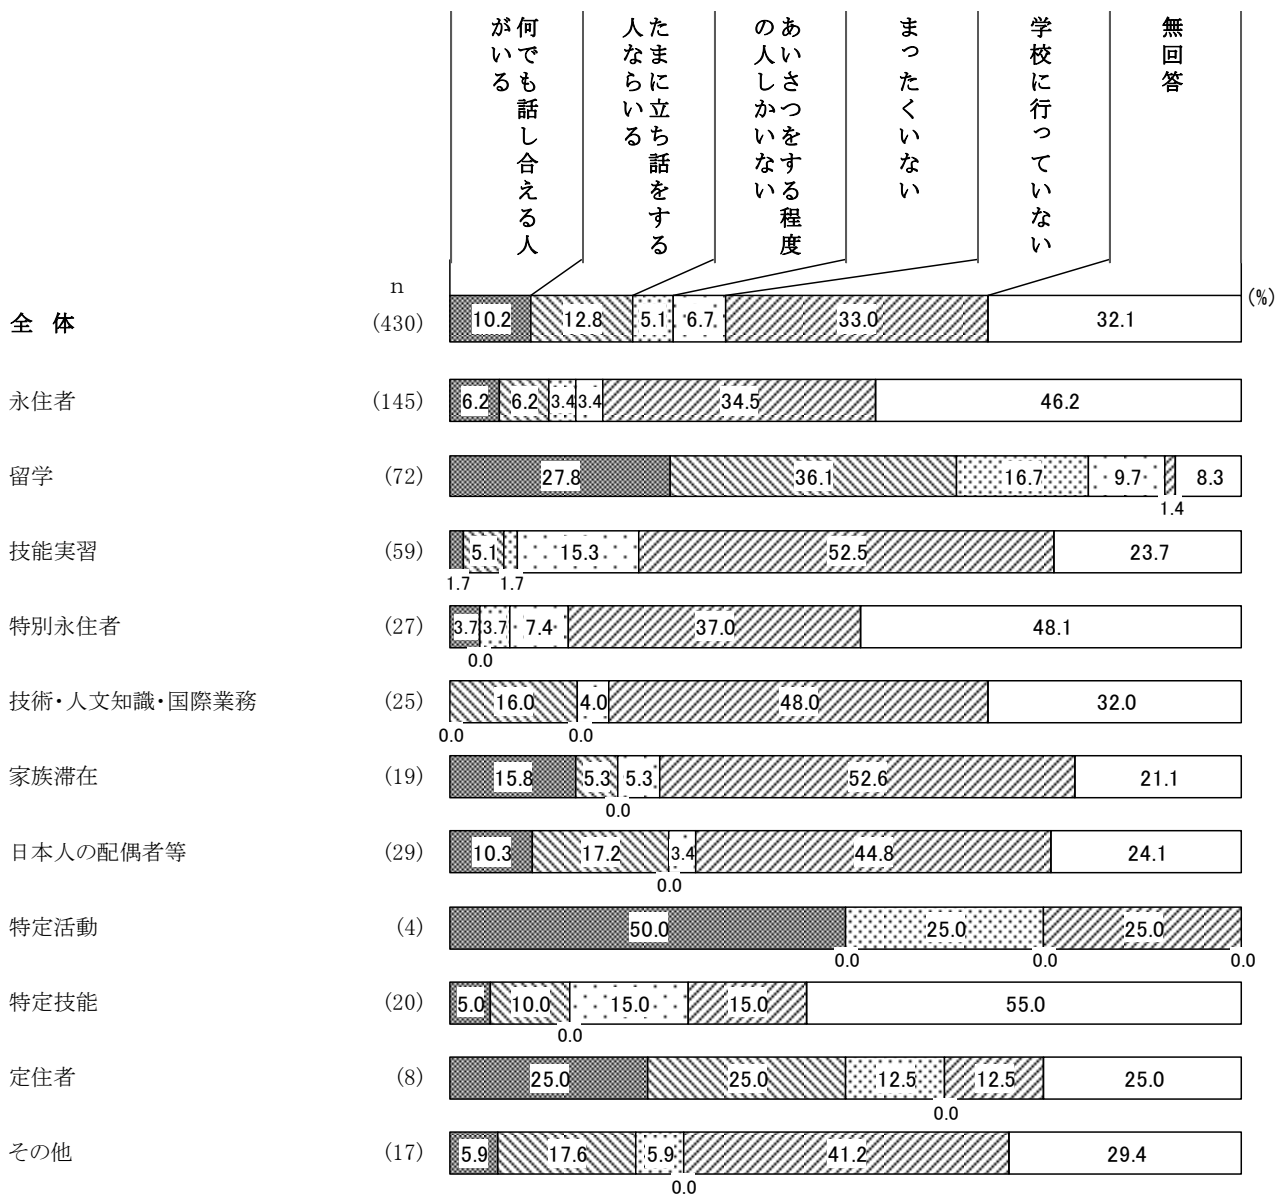 何でも話し合える人
がいる
たまに立ち話をする
人ならいる
あいさつをする程度
の人しかいない
まったくいない
学校に行っていない
無回答
n
(%)
全 体 (430) 10.2 12.8 5.1 6.7 33.0 32.1
永住者 (145) 6.2 6.2 3.4 3.4 34.5 46.2
留学 (72) 27.8 36.1 16.7 9.7 8.3
1.4
技能実習 (59) 5.1 15.3 52.5 23.7
1.7 1.7
特別永住者 (27) 3.7 3.7 7.4 37.0 48.1
0.0
技術・人文知識・国際業務 (25) 16.0 4.0 48.0 32.0
0.0 0.0
家族滞在 (19) 15.8 5.3 5.3 52.6 21.1
0.0
日本人の配偶者等 (29) 10.3 17.2 3.4 44.8 24.1
0.0
特定活動 (4) 50.0 25.0 25.0
0.0 0.0 0.0
特定技能 (20) 5.0 10.0 15.0 15.0 55.0
0.0
定住者 (8) 25.0 25.0 12.5 12.5 25.0
0.0
その他 (17) 5.9 17.6 5.9 41.2 29.4
0.0